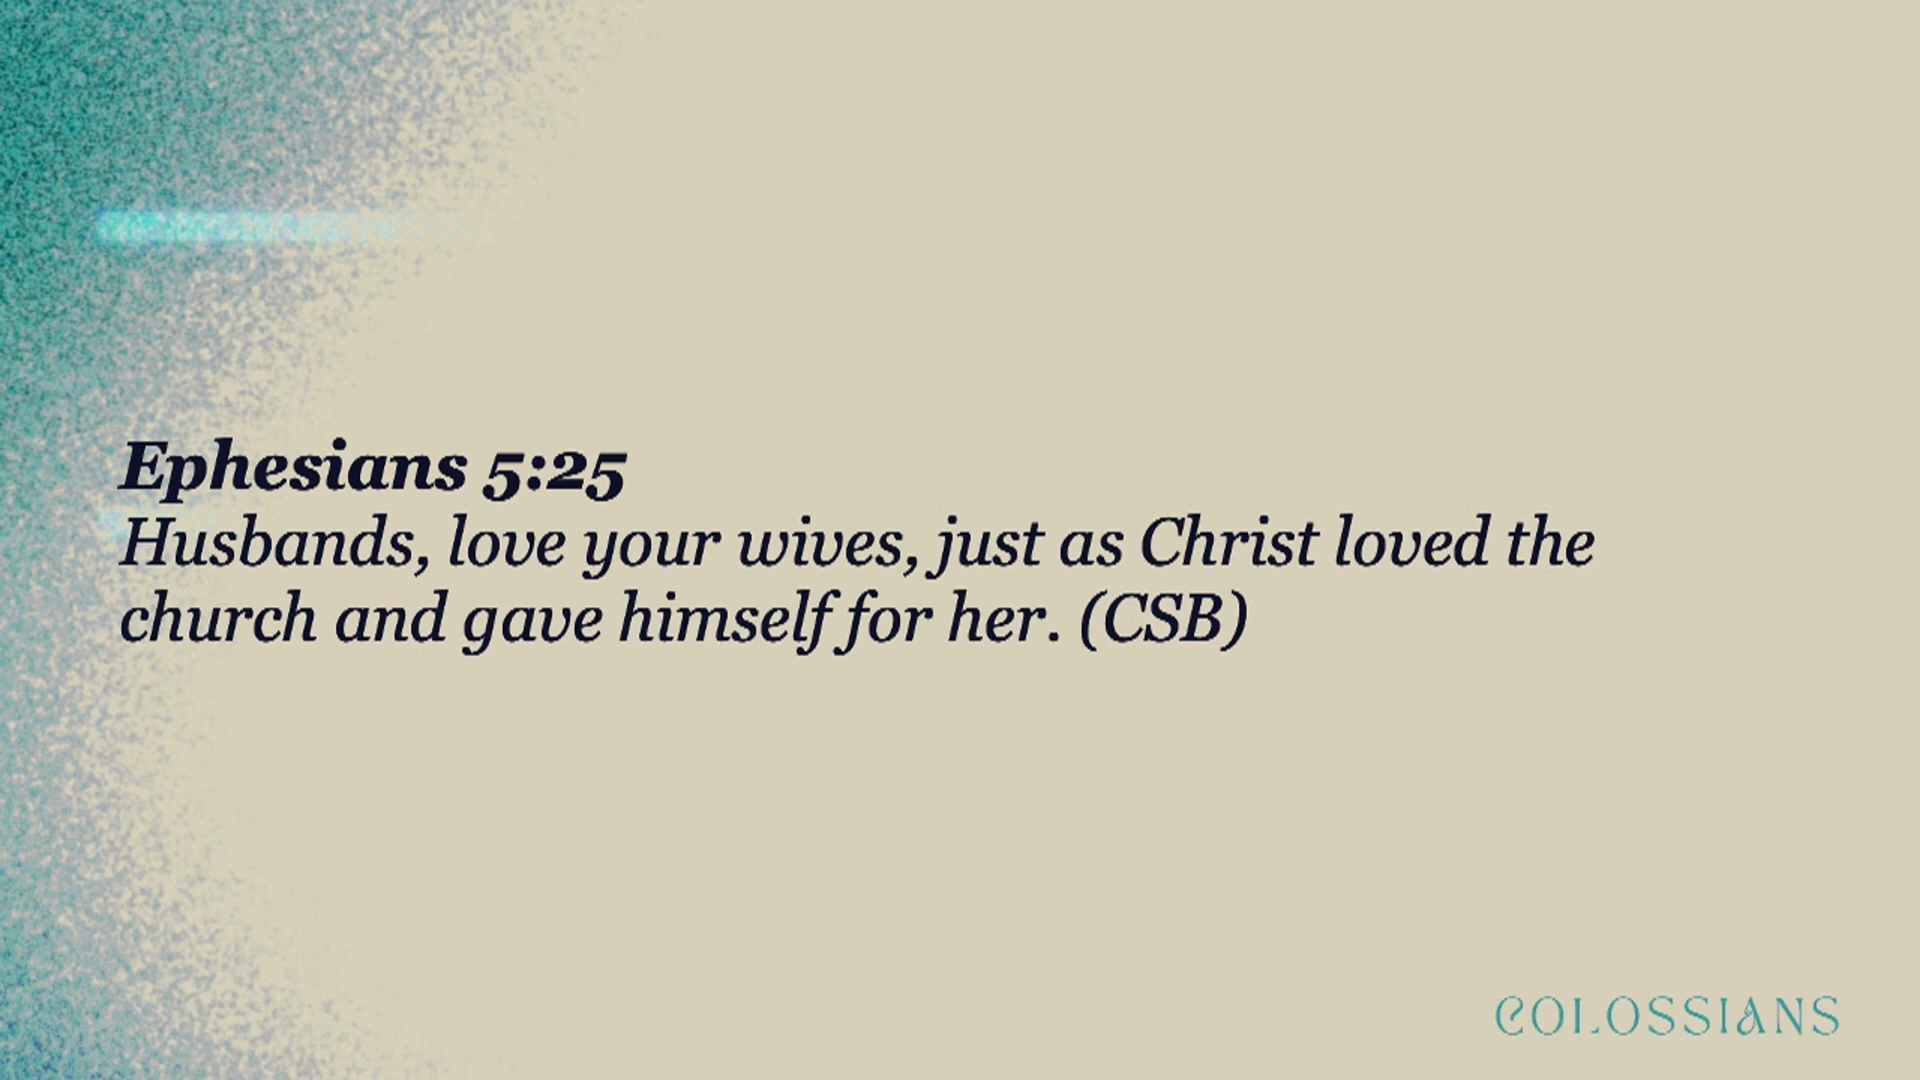 Ephesians 5:25
Husbands, love your wives, just as Christ loved the
church and gave himself for her. (CSB)
COLOSSIANS